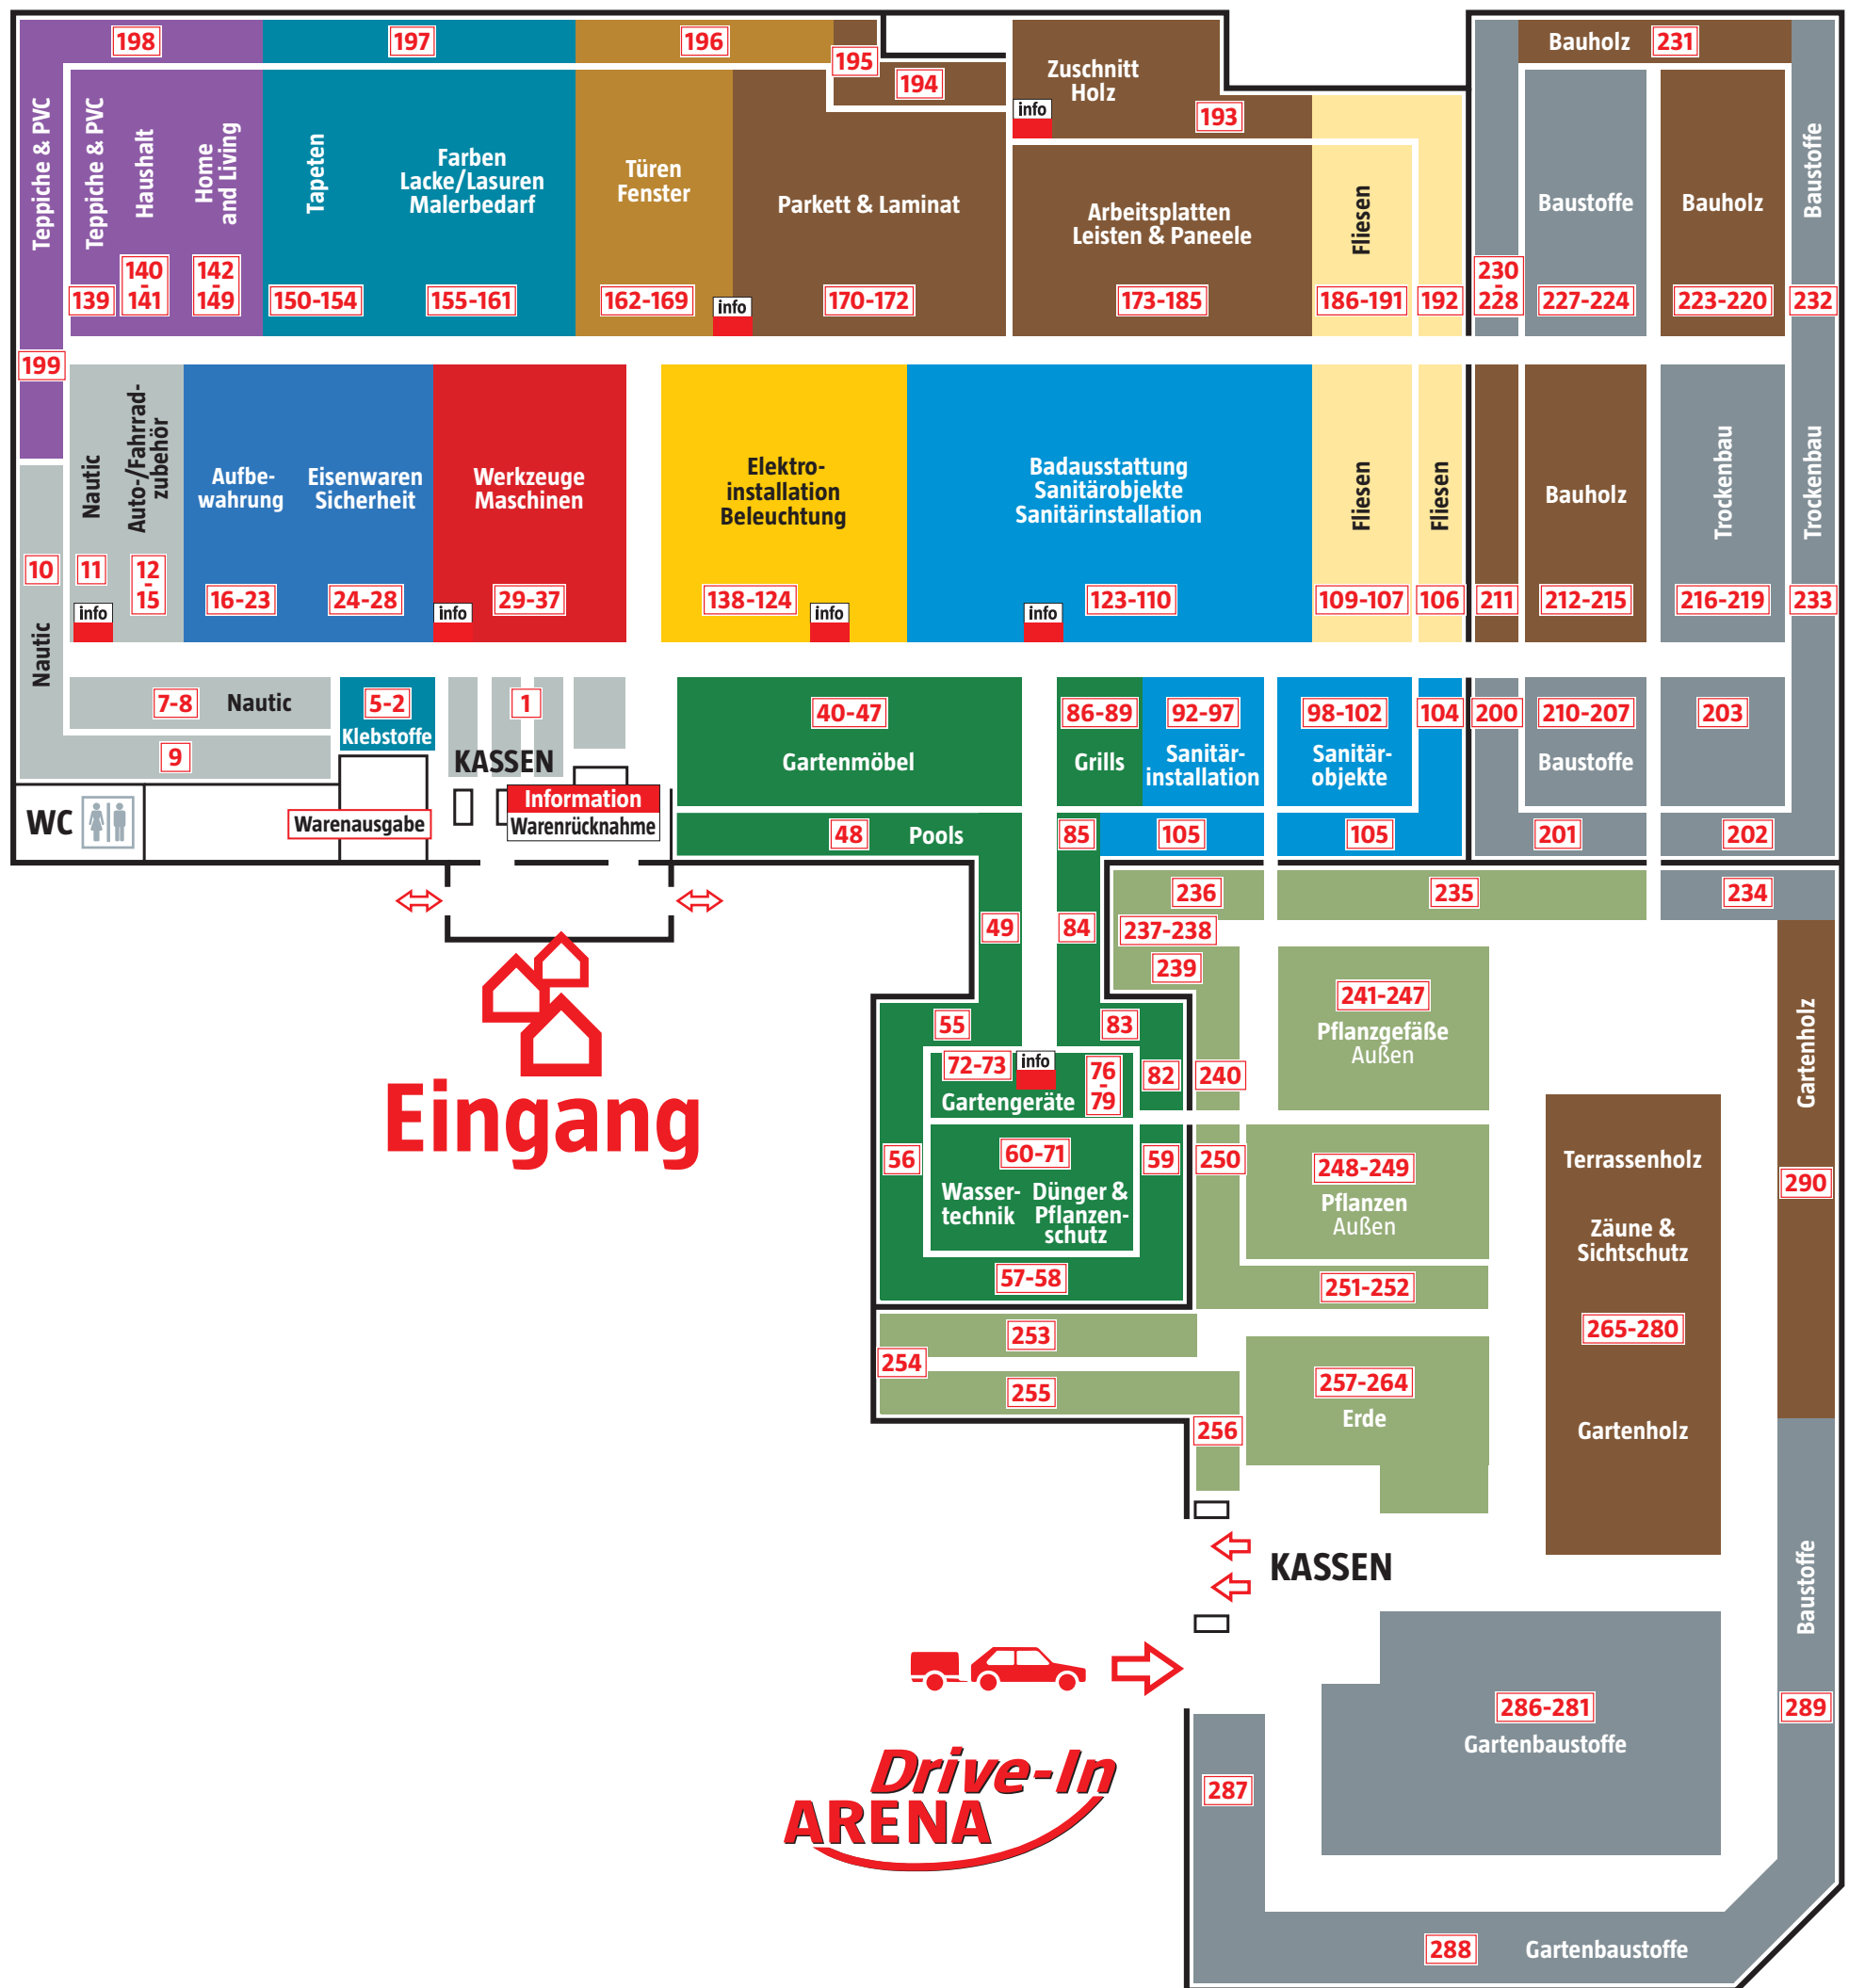 198
197
196
195
194
Zuschnitt
Holz
info
193
Bauholz 231
Teppiche & PVC
Teppiche & PVC
Haushalt
Home
and Living
Tapeten
Farben
Lacke/Lasuren
Malerbedarf
Türen
Fenster
Parkett & Laminat
Arbeitsplatten
Leisten & Paneele
Fliesen
Baustoffe
Bauholz
Baustoffe
139
140
-
141
142
-
149
150-154
155-161
162-169
info
170-172
173-185
186-191
192
230
-
228
227-224
223-220
232
199
Nautic
Auto-/Fahrrad-
zubehör
Aufbe-
wahrung
Eisenwaren
Sicherheit
Werkzeuge
Maschinen
Elektro-
installation
Beleuchtung
Badausstattung
Sanitärobjekte
Sanitärinstallation
Fliesen
Fliesen
Bauholz
Trockenbau
Trockenbau
10
11
12
-
15
info
16-23
24-28
info
29-37
138-124
info
info
123-110
109-107
106
211
212-215
216-219
233
Nautic
7-8 Nautic
9
5-2
Klebstoffe
1
KASSEN
40-47
Gartenmöbel
86-89
Grills
92-97
Sanitär-
installation
98-102
Sanitär-
objekte
104
200
210-207
Baustoffe
203
WC
Warenausgabe
Information
Warenrücknahme
48 Pools
85
105
105
201
202
49
84
236
235
234
237-238
239
Eingang
55
83
72-73
info
76
-
79
Gartengeräte
82
240
241-247
Pflanzgefäße
Außen
Gartenholz
56
60-71
Wasser-
technik
Dünger &
Pflanzen-
schutz
59
250
248-249
Pflanzen
Außen
Terrassenholz
Zäune &
Sichtschutz
290
57-58
251-252
253
254
255
256
257-264
Erde
265-280
Gartenholz
KASSEN
Baustoffe
286-281
Gartenbaustoffe
289
Drive-In
ARENA
287
288 Gartenbaustoffe